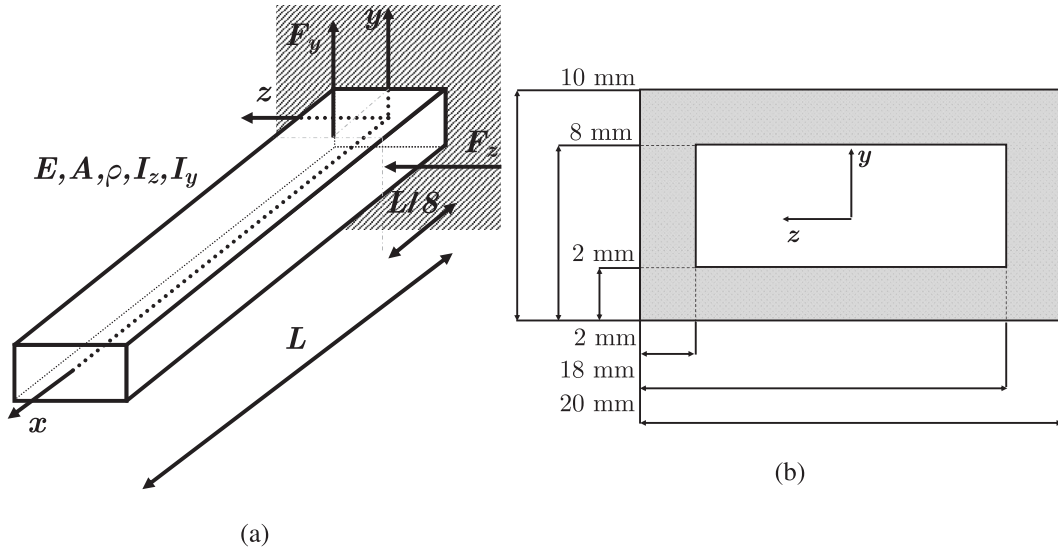 F_y
y
z
F_z
E, A, ρ, I_z, I_y
L/8
L
x
(a)
10 mm
8 mm
y
z
2 mm
2 mm
18 mm
20 mm
(b)